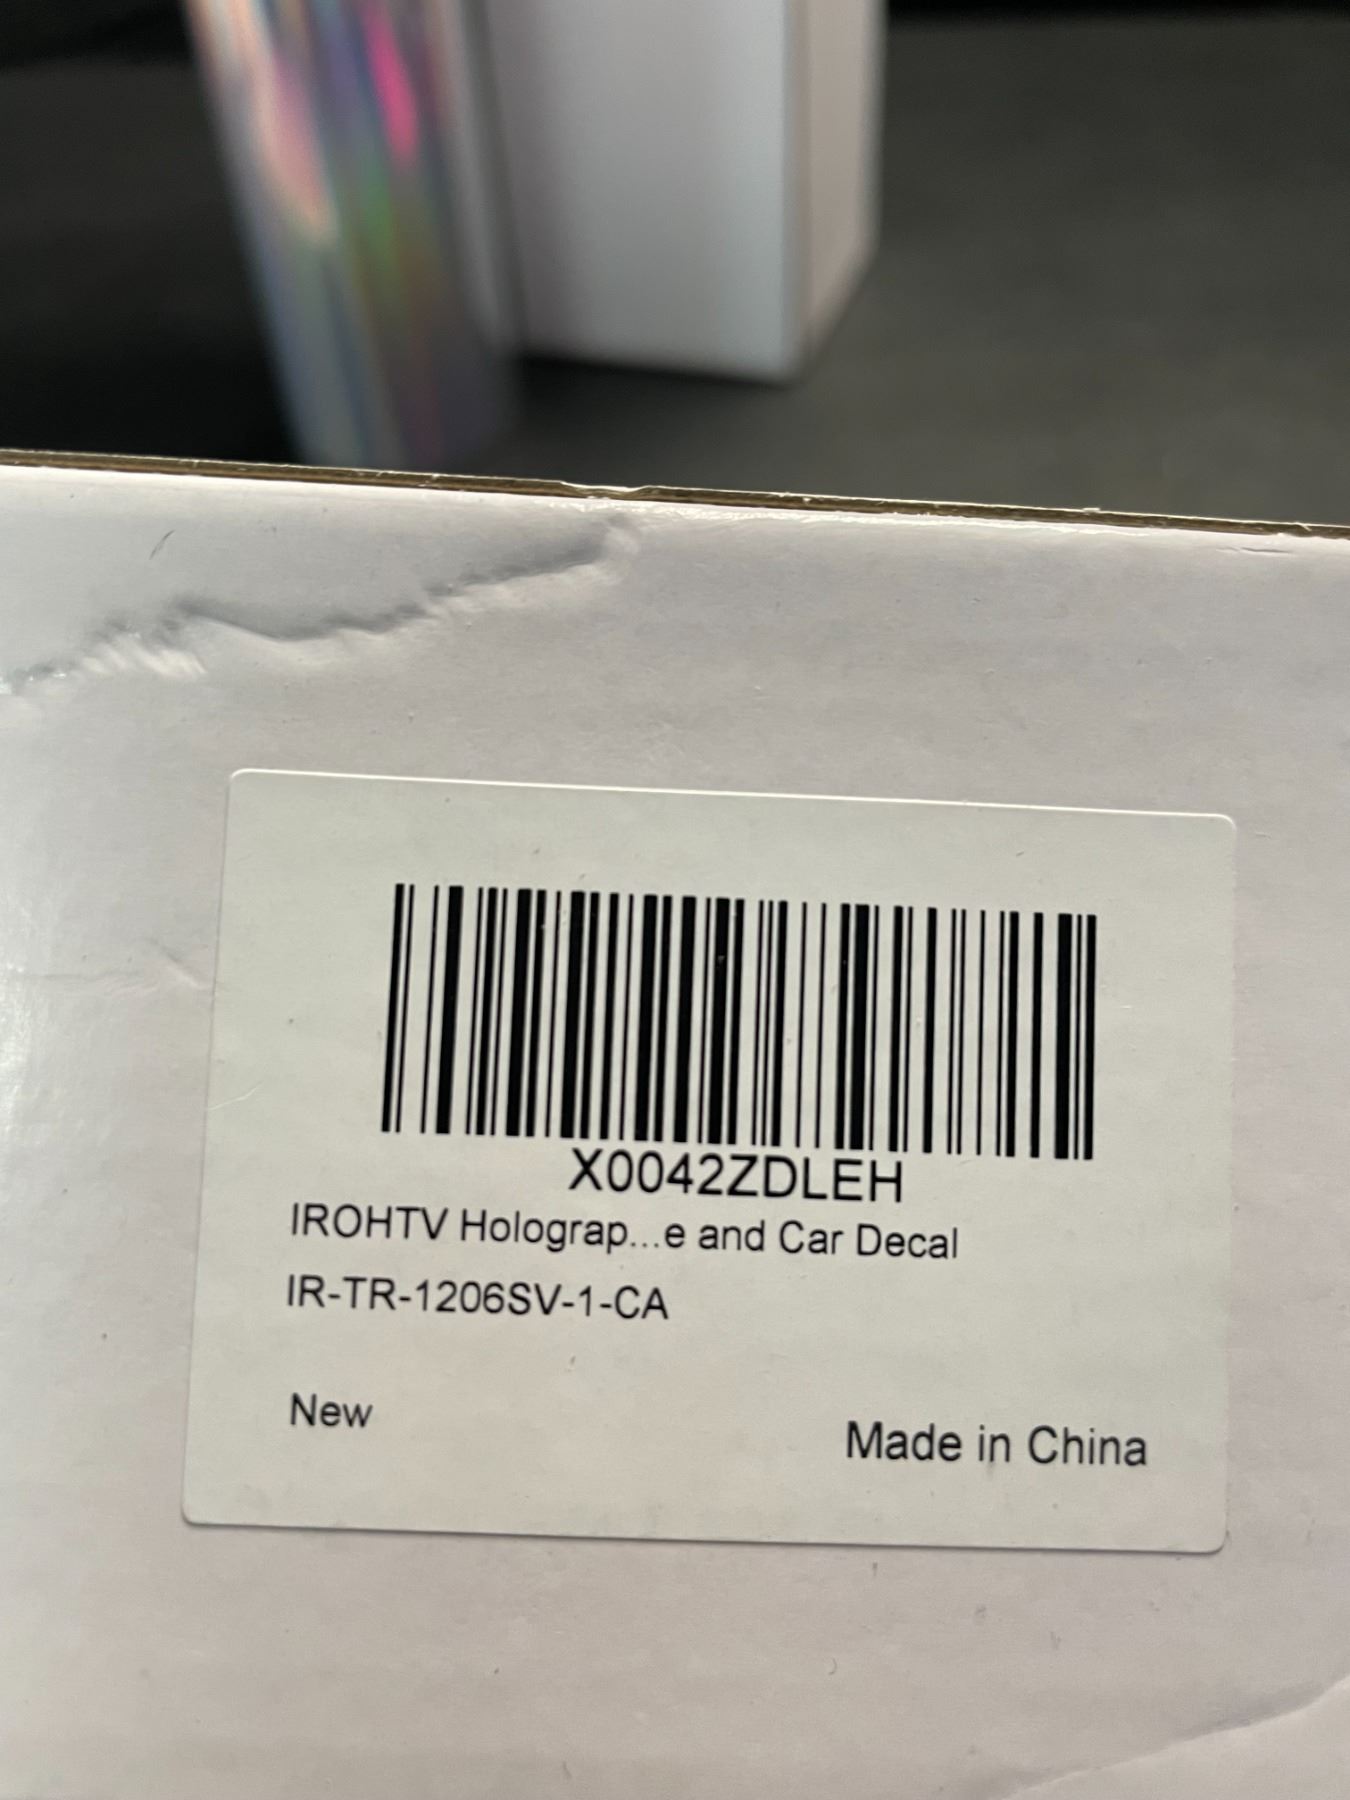 X0042ZDLEH
IROHTV Holograp...e and Car Decal
IR-TR-1206SV-1-CA
New
Made in China